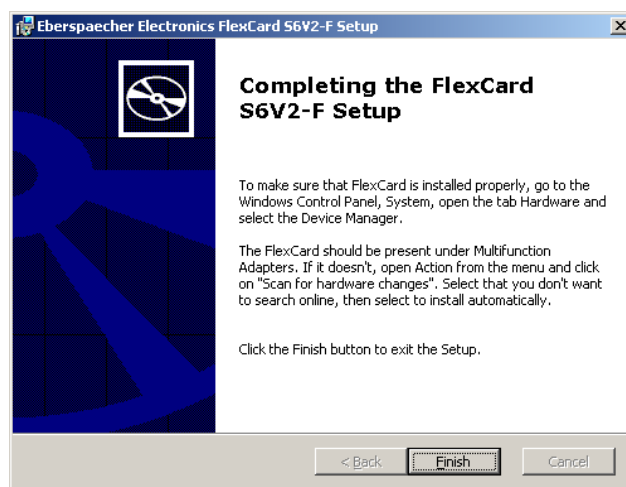 Eberspaecher Electronics FlexCard S6V2-F Setup
Completing the FlexCard
S6V2-F Setup
To make sure that FlexCard is installed properly, go to the
Windows Control Panel, System, open the tab Hardware and
select the Device Manager.
The FlexCard should be present under Multifunction
Adapters. If it doesn't, open Action from the menu and click
on "Scan for hardware changes". Select that you don't want
to search online, then select to install automatically.
Click the Finish button to exit the Setup.
< Back
Finish
Cancel